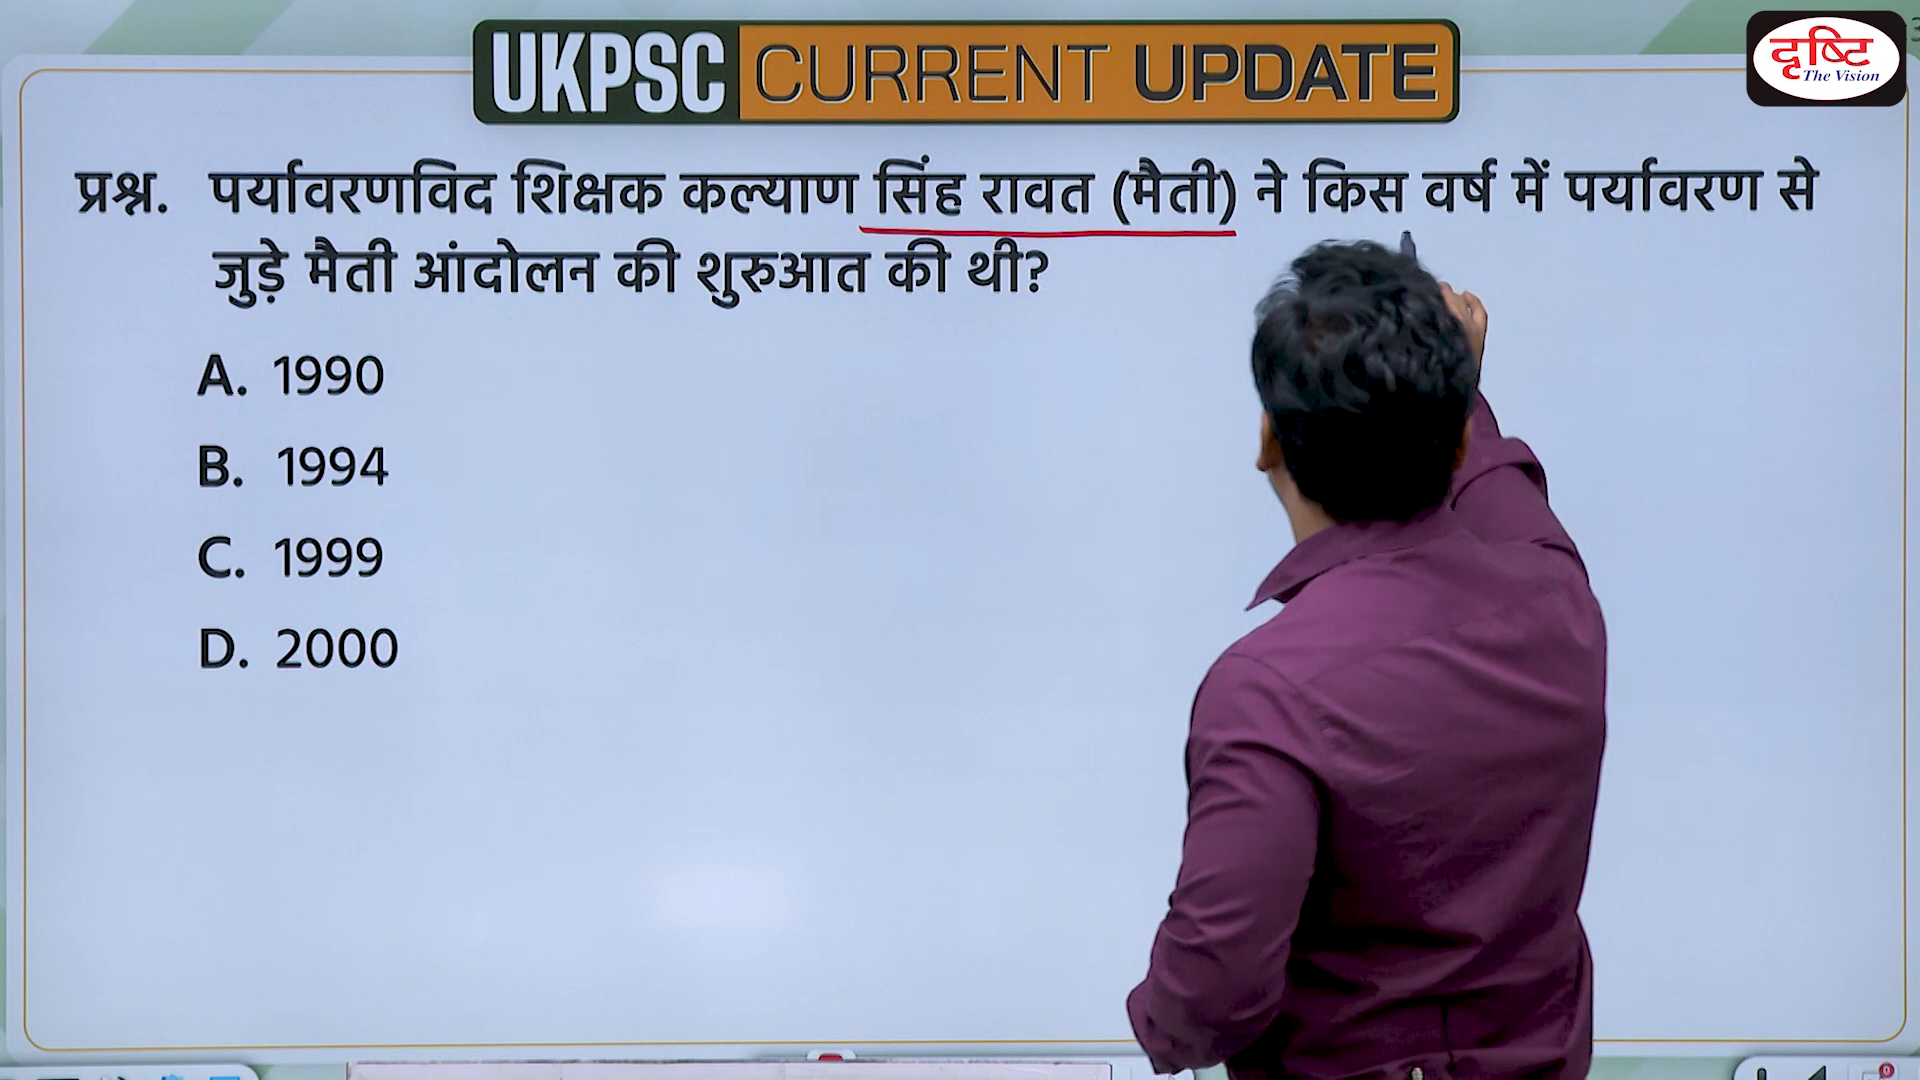 UKPSC CURRENT UPDATE
दृष्टि
The Vision
प्रश्न. पर्यावरणविद शिक्षक कल्याण सिंह रावत (मैती) ने किस वर्ष में पर्यावरण से
जुड़े मैती आंदोलन की शुरुआत की थी?
A. 1990
B. 1994
C. 1999
D. 2000